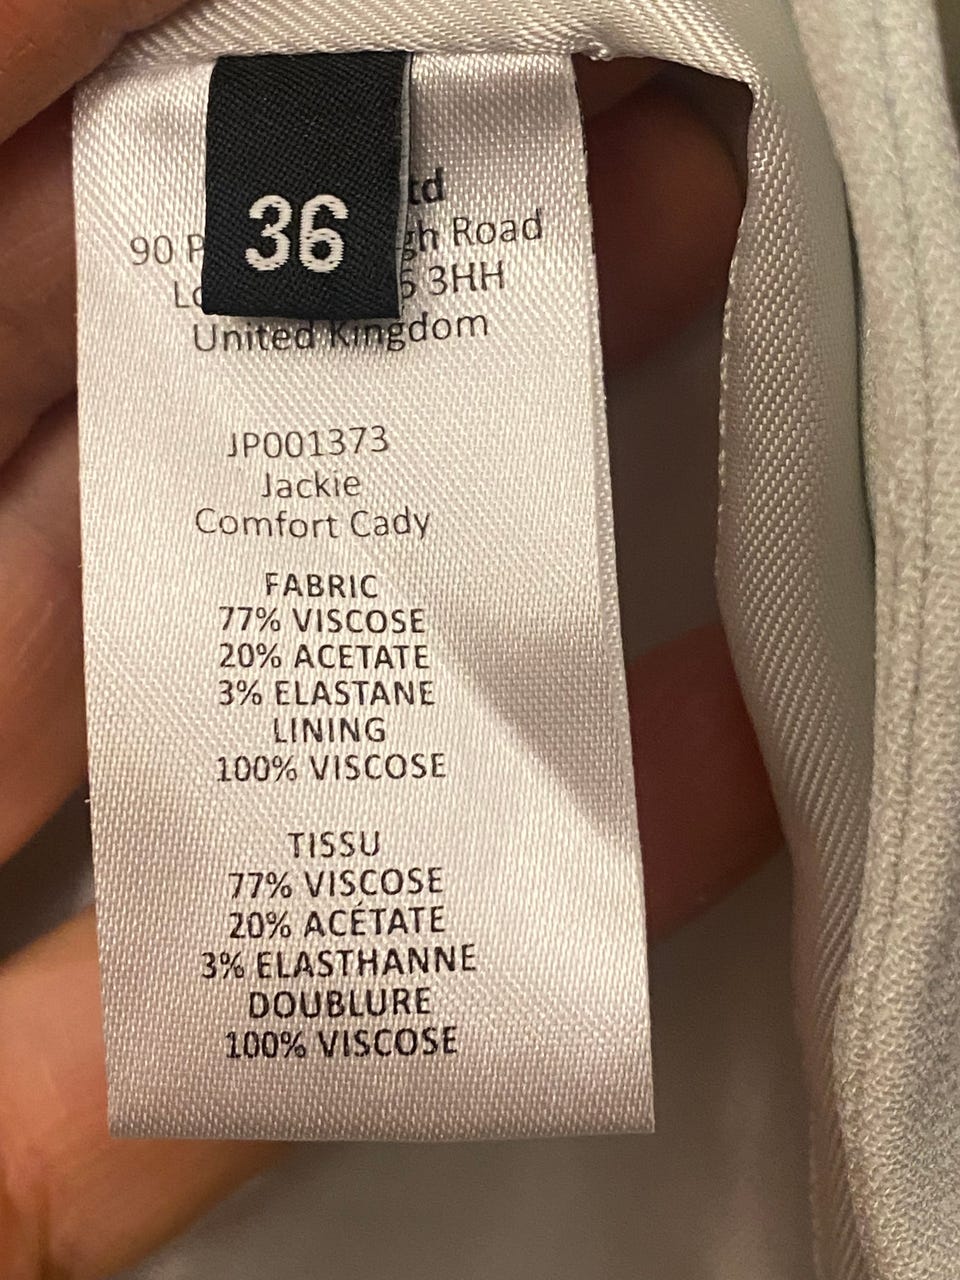 36
td
90 P gh Road
Lo 6 3HH
United Kingdom
JP001373
Jackie
Comfort Cady
FABRIC
77% VISCOSE
20% ACETATE
3% ELASTANE
LINING
100% VISCOSE
TISSU
77% VISCOSE
20% ACÉTATE
3% ELASTHANNE
DOUBLURE
100% VISCOSE